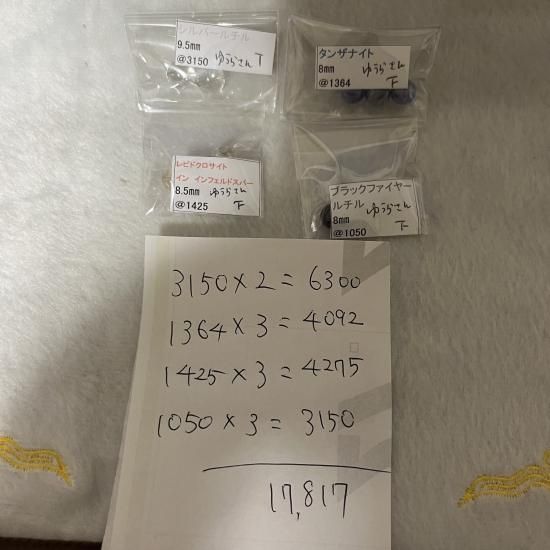 シルバールチル
9.5mm ゆうらさん T
@3150
タンザナイト
8mm ゆうらさん
@1364 T
レピドクロサイト
イン インフェルドスパー
8.5mm ゆうらさん
@1425 T
ブラックファイヤー
ルチル ゆうらさん
8mm
@1050 T
3150×2=6300
1364×3=4092
1425×3=4275
1050×3=3150
17,817